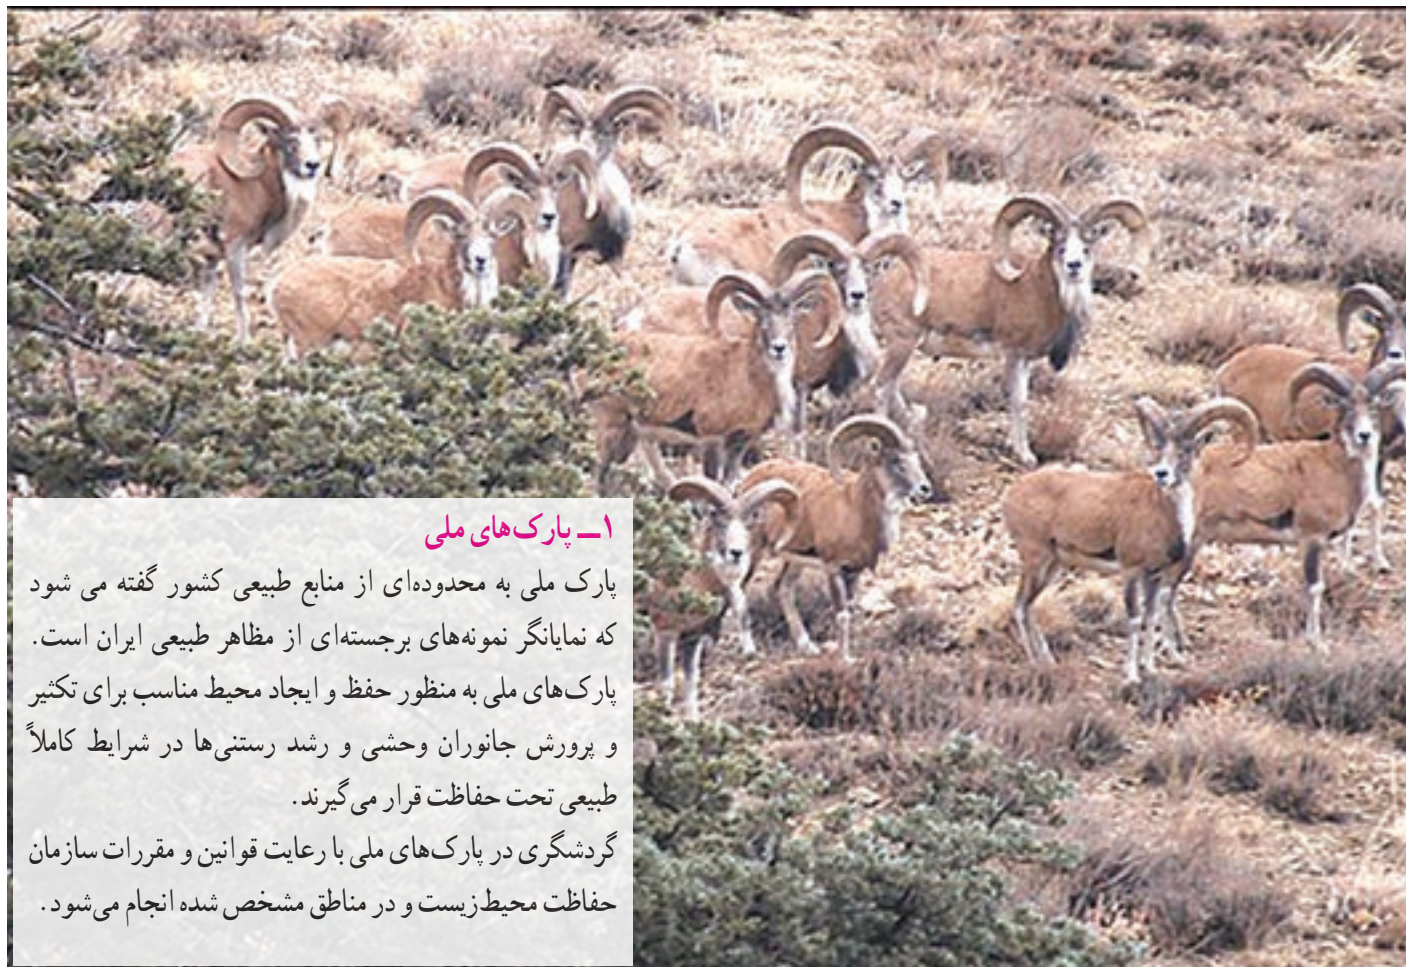 ۱ــ پارک‌های ملی
پارک ملی به محدوده‌ای از منابع طبیعی کشور گفته می شود
که نمایانگر نمونه‌های برجسته‌ای از مظاهر طبیعی ایران است.
پارک‌های ملی به منظور حفظ و ایجاد محیط مناسب برای تکثیر
و پرورش جانوران وحشی و رشد رستنی‌ها در شرایط کاملاً
طبیعی تحت حفاظت قرار می‌گیرند.
گردشگری در پارک‌های ملی با رعایت قوانین و مقررات سازمان
حفاظت محیط‌زیست و در مناطق مشخص شده انجام می‌شود.